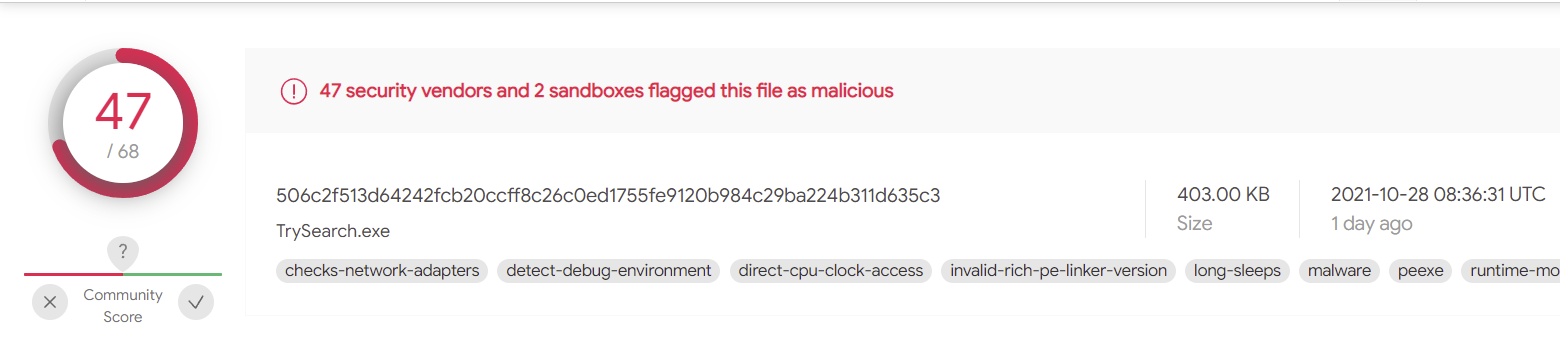 47
/ 68
?
Community
Score
47 security vendors and 2 sandboxes flagged this file as malicious
506c2f513d64242fcb20ccff8c26c0ed1755fe9120b984c29ba224b311d635c3
TrySearch.exe
403.00 KB
Size
2021-10-28 08:36:31 UTC
1 day ago
checks-network-adapters detect-debug-environment direct-cpu-clock-access invalid-rich-pe-linker-version long-sleeps malware peexe runtime-mo